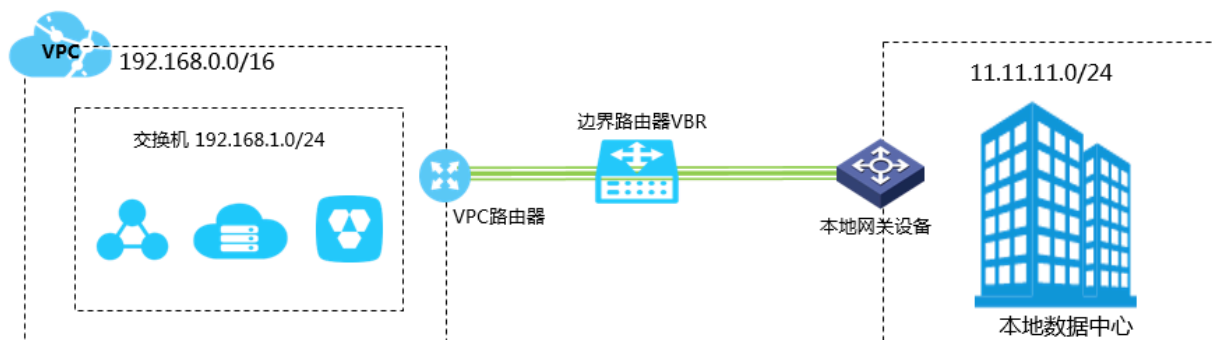 VPC
192.168.0.0/16
交换机 192.168.1.0/24
VPC路由器
边界路由器VBR
本地网关设备
11.11.11.0/24
本地数据中心